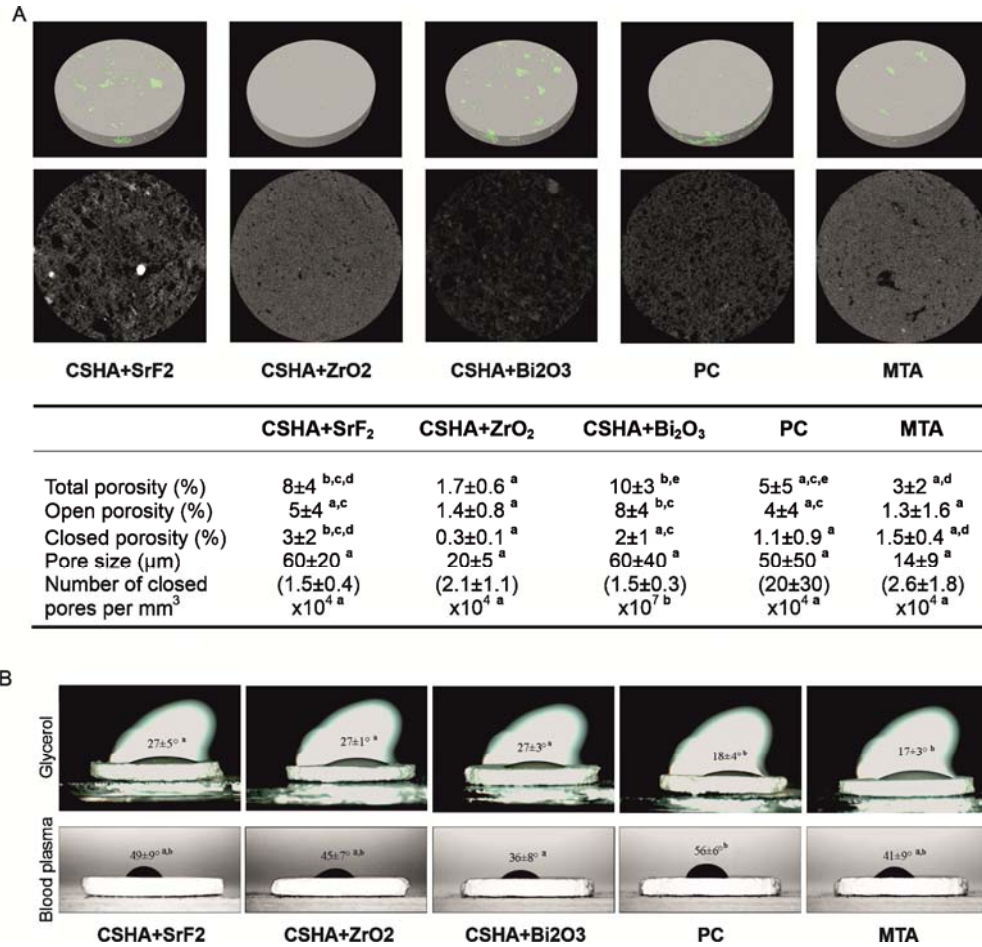 A
CSHA+SrF2 CSHA+ZrO2 CSHA+Bi2O3 PC MTA
CSHA+SrF₂ CSHA+ZrO₂ CSHA+Bi₂O₃ PC MTA
Total porosity (%) 8±4 b,c,d 1.7±0.6 a 10±3 b,e 5±5 a,c,e 3±2 a,d
Open porosity (%) 5±4 a,c 1.4±0.8 a 8±4 b,c 4±4 a,c 1.3±1.6 a
Closed porosity (%) 3±2 b,c,d 0.3±0.1 a 2±1 a,c 1.1±0.9 a 1.5±0.4 a,d
Pore size (µm) 60±20 a 20±5 a 60±40 a 50±50 a 14±9 a
Number of closed (1.5±0.4) (2.1±1.1) (1.5±0.3) (20±30) (2.6±1.8)
pores per mm³ x10⁴ a x10⁴ a x10⁷ b x10⁴ a x10⁴ a
B
Glycerol
27±5° a 27±1° a 27±3° a 18±4° b 17±3° b
Blood plasma
49±9° a,b 45±7° a,b 36±8° a 56±6° b 41±9° a,b
CSHA+SrF2 CSHA+ZrO2 CSHA+Bi2O3 PC MTA